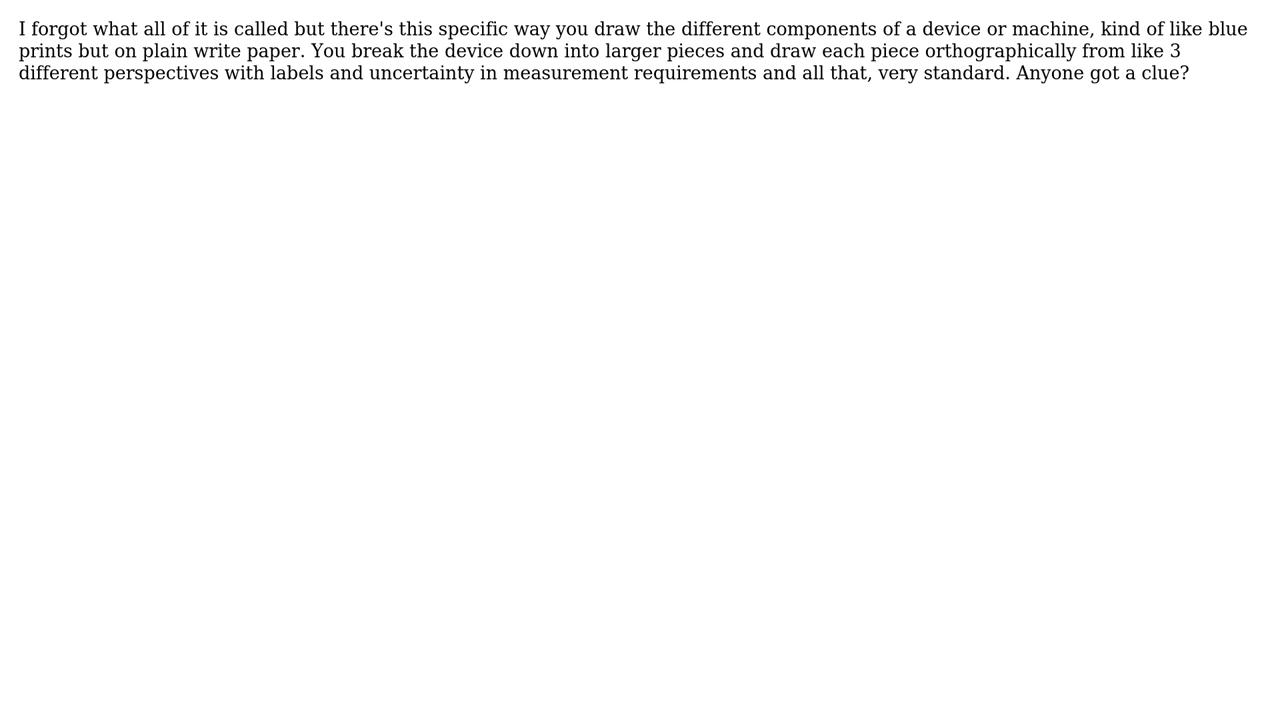 I forgot what all of it is called but there's this specific way you draw the different components of a device or machine, kind of like blue
prints but on plain write paper. You break the device down into larger pieces and draw each piece orthographically from like 3
different perspectives with labels and uncertainty in measurement requirements and all that, very standard. Anyone got a clue?